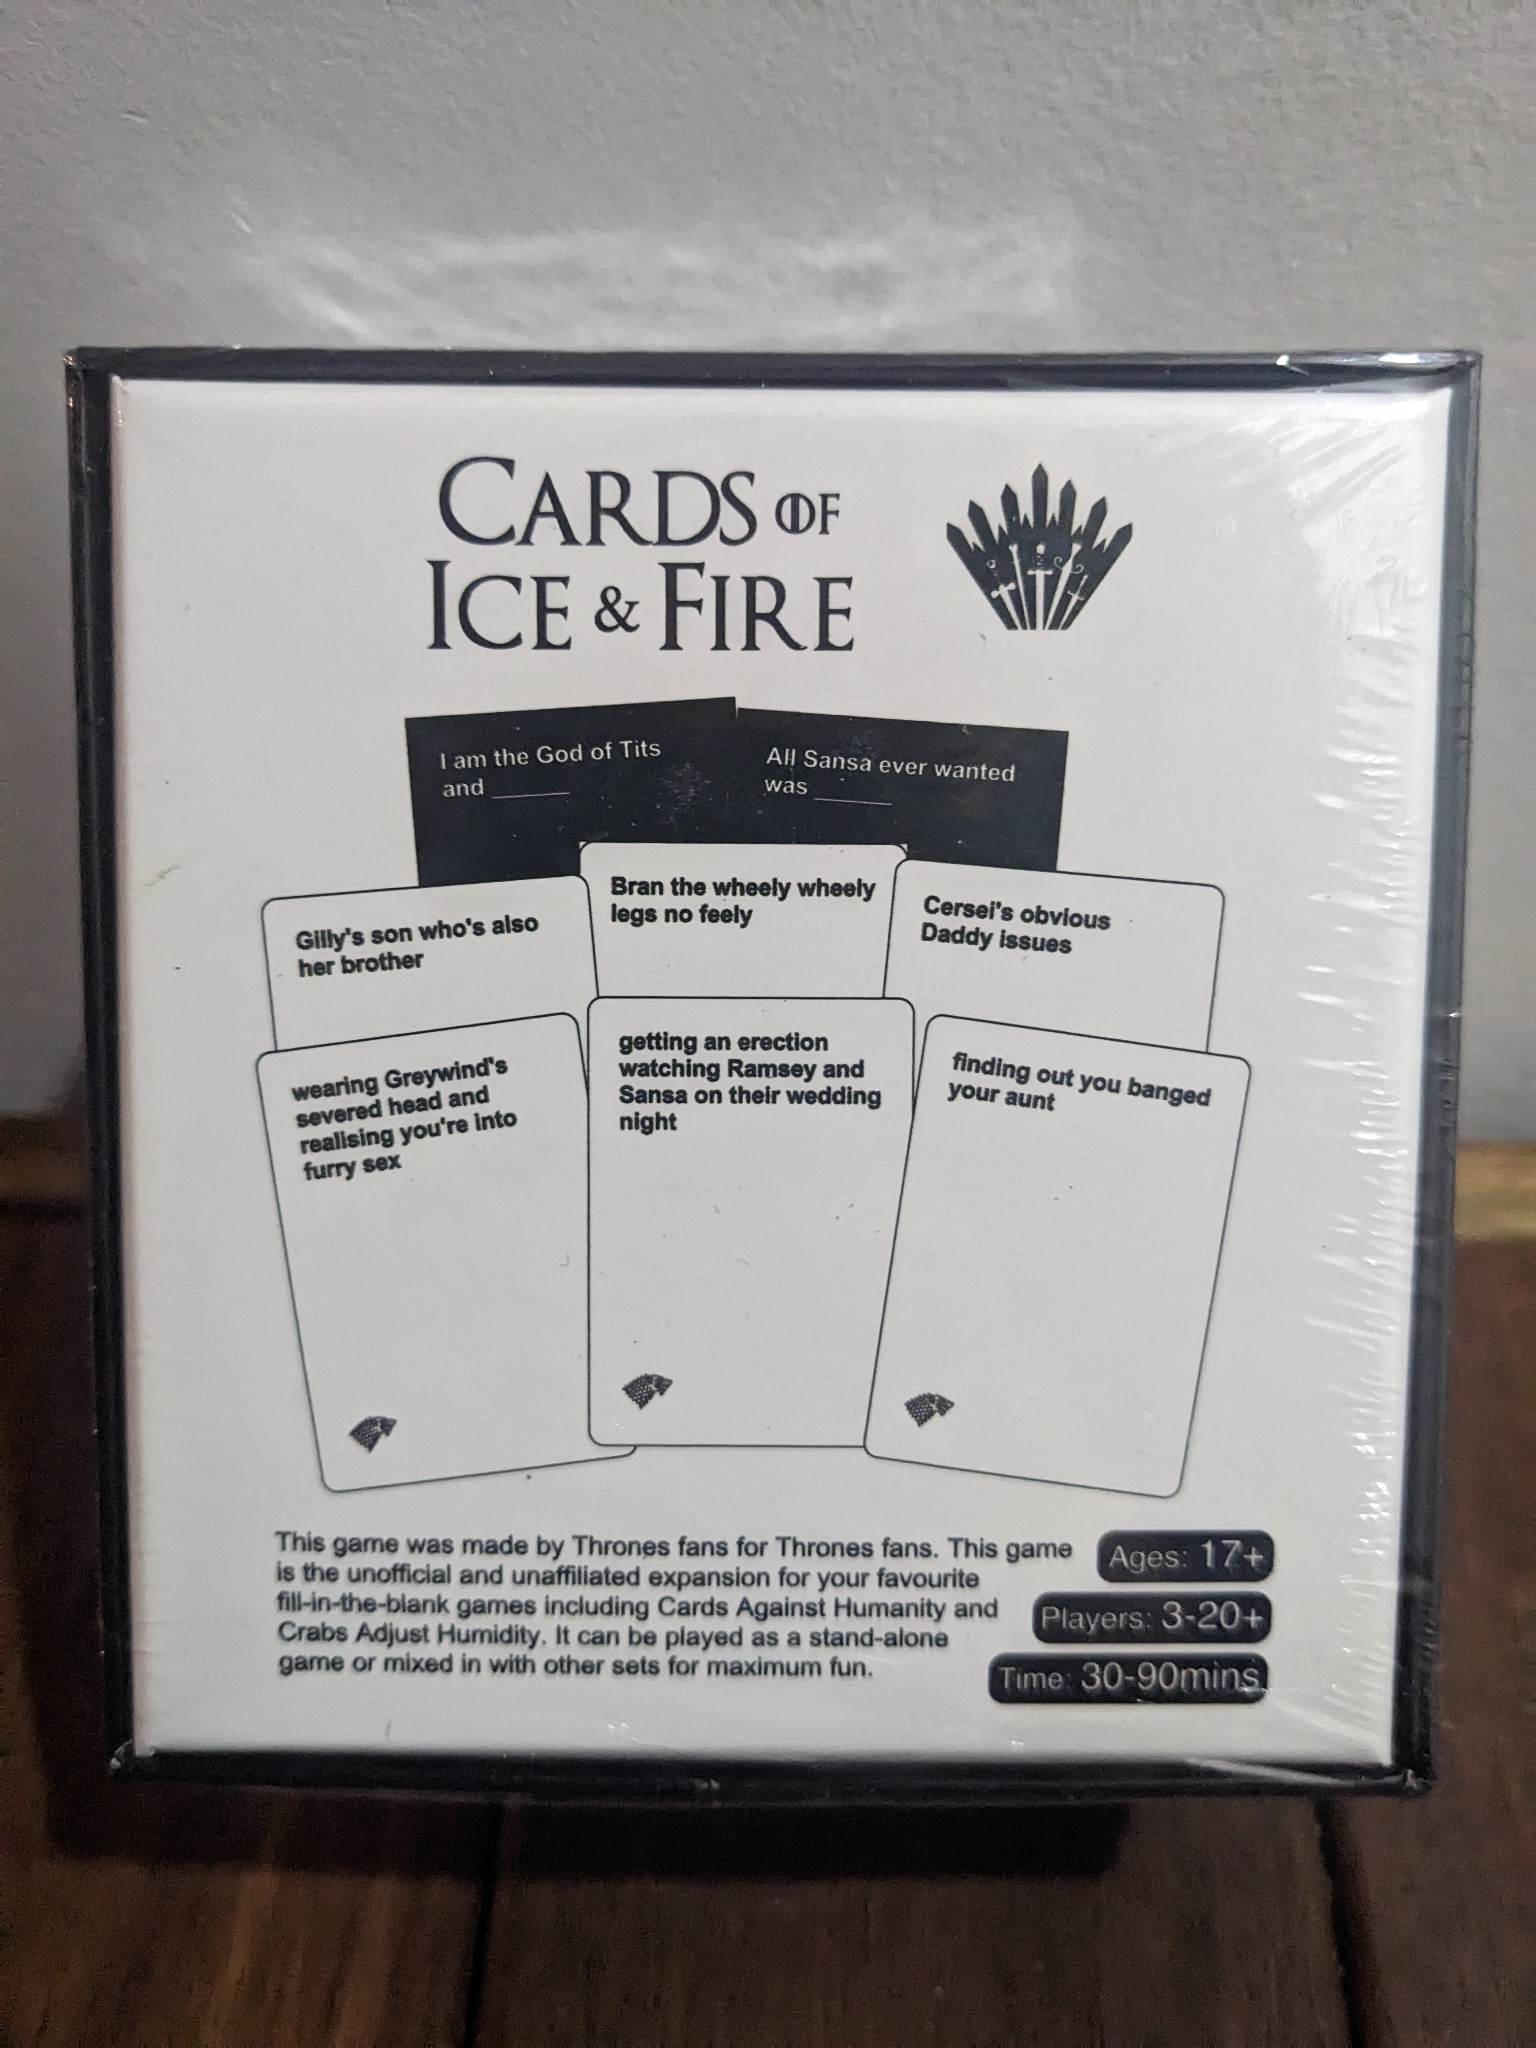 CARDS OF
ICE & FIRE
I am the God of Tits
and ______
All Sansa ever wanted
was ______
Gilly's son who's also
her brother
Bran the wheely wheely
legs no feely
Cersei's obvious
Daddy issues
wearing Greywind's
severed head and
realising you're into
furry sex
getting an erection
watching Ramsey and
Sansa on their wedding
night
finding out you banged
your aunt
This game was made by Thrones fans for Thrones fans. This game
is the unofficial and unaffiliated expansion for your favourite
fill-in-the-blank games including Cards Against Humanity and
Crabs Adjust Humidity. It can be played as a stand-alone
game or mixed in with other sets for maximum fun.
Ages: 17+
Players: 3-20+
Time: 30-90mins